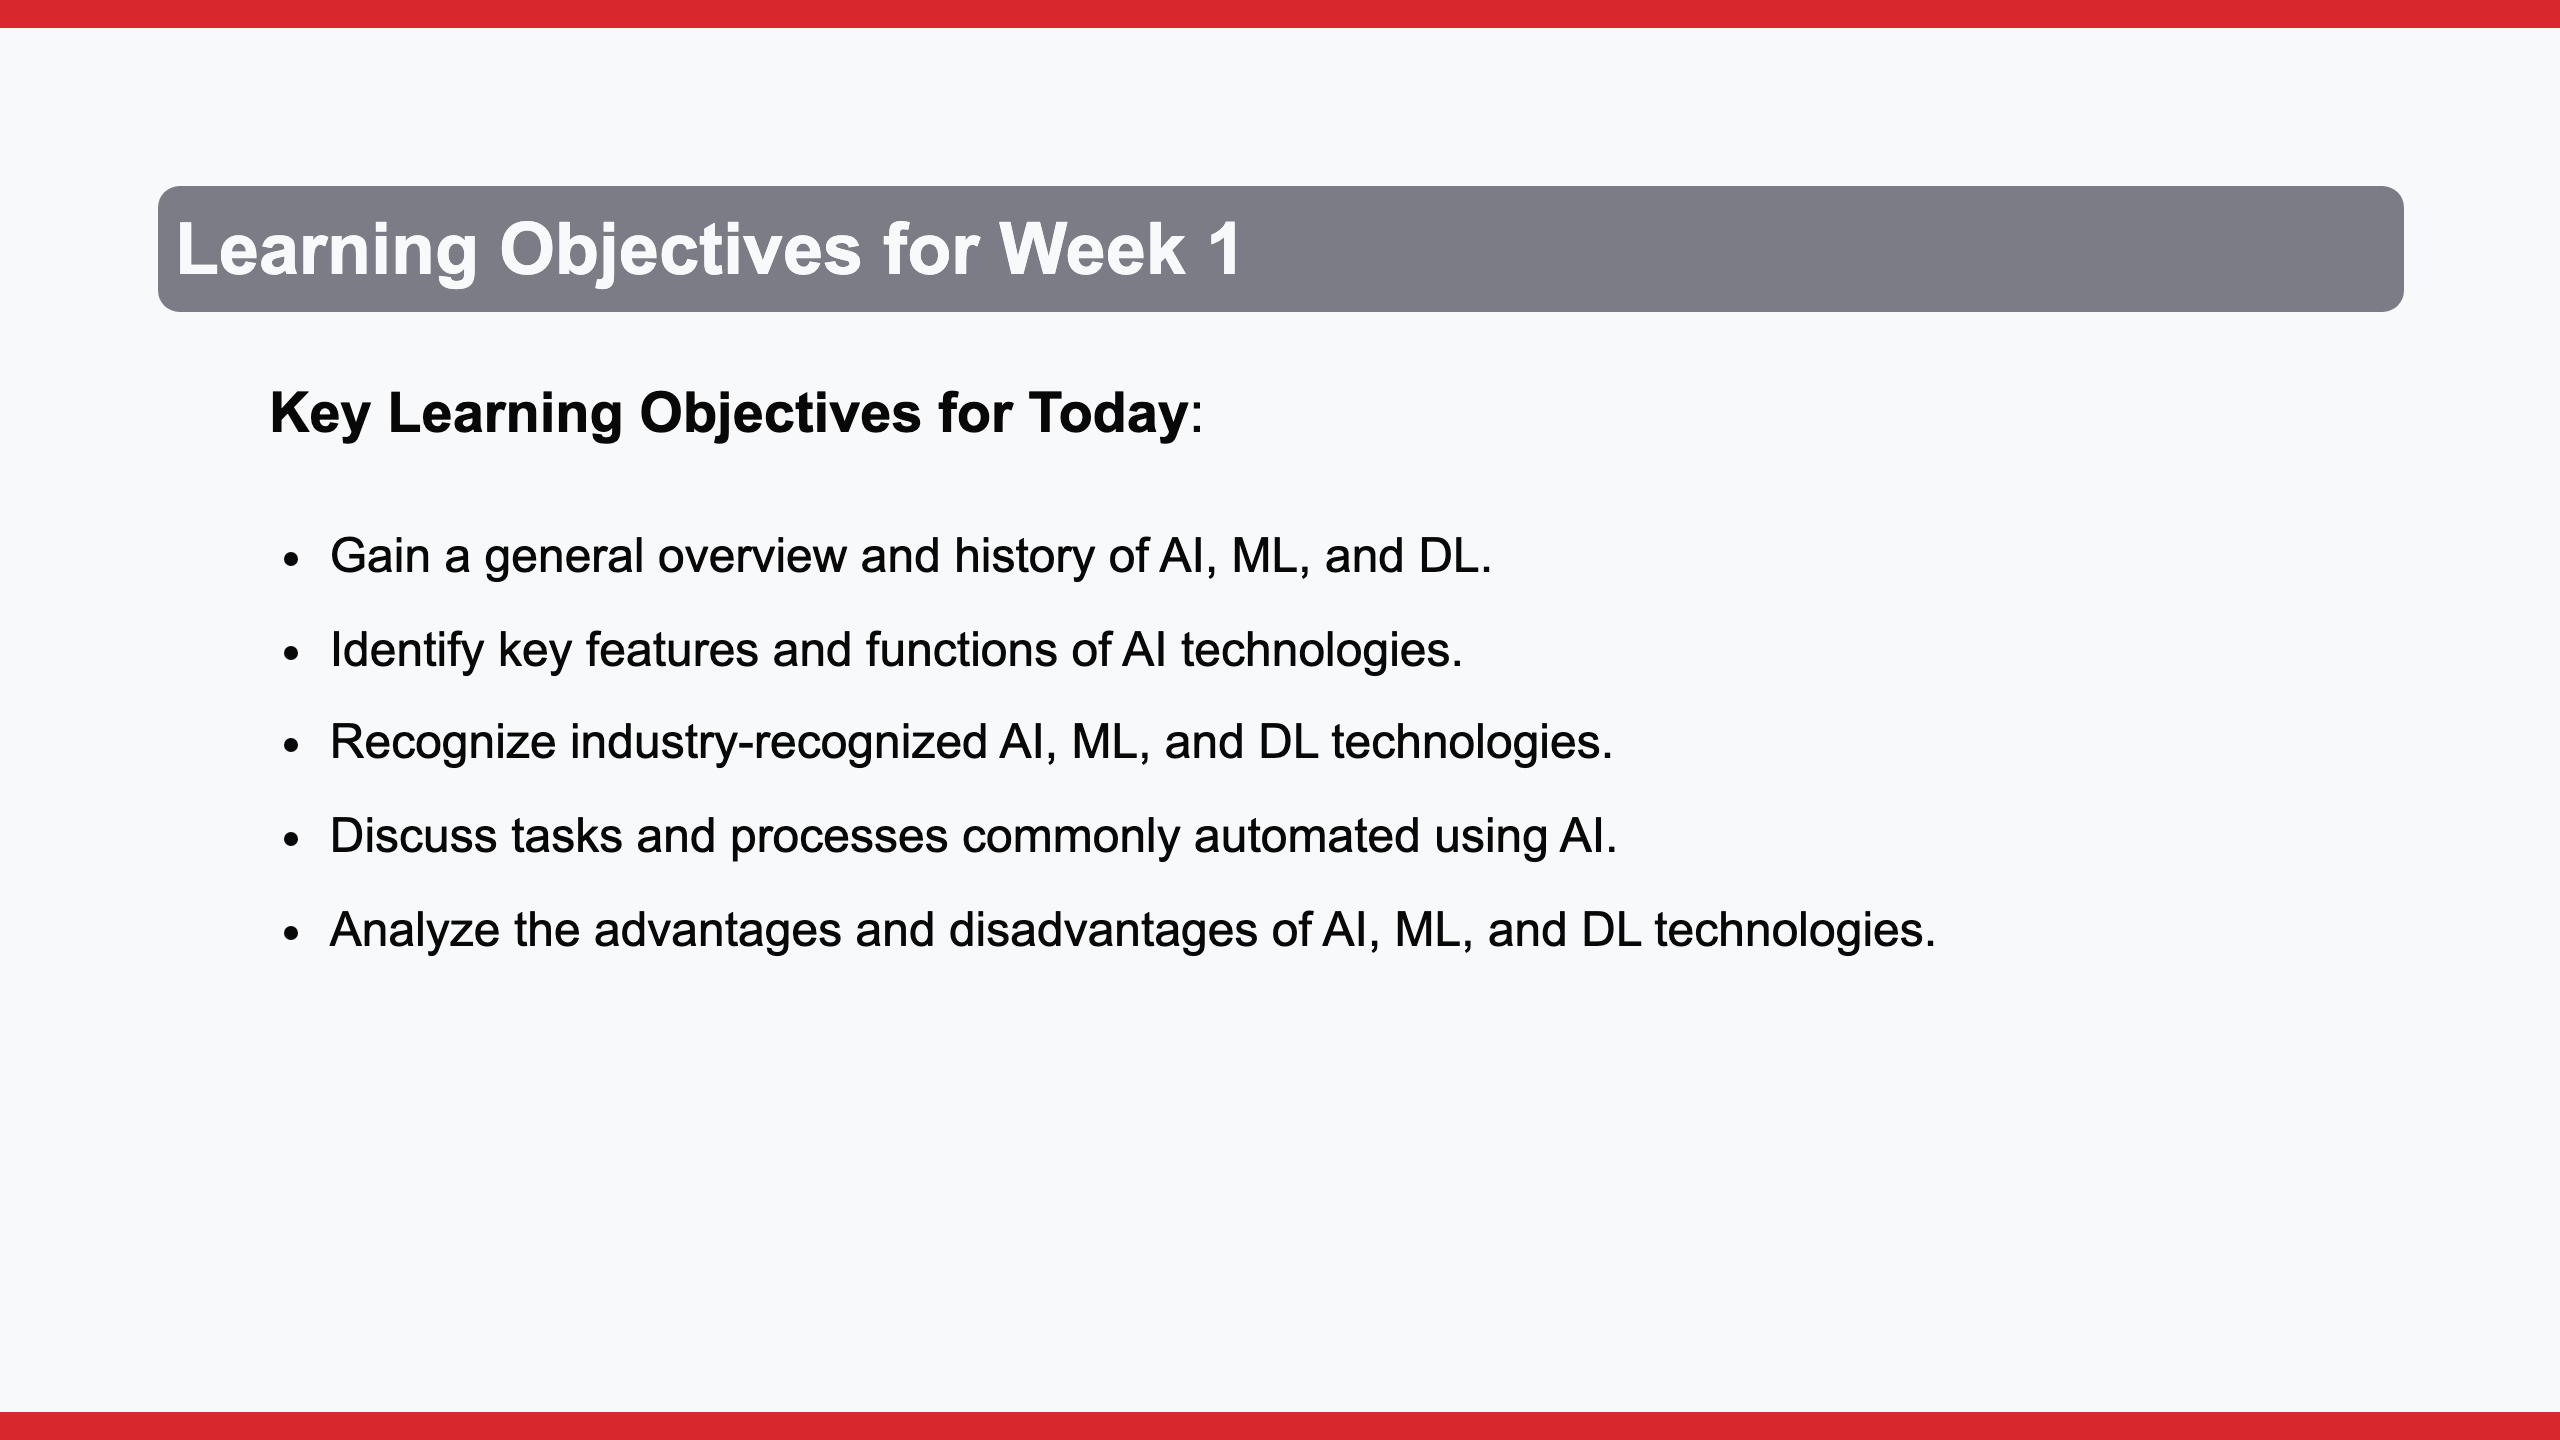 Learning Objectives for Week 1
Key Learning Objectives for Today:
• Gain a general overview and history of AI, ML, and DL.
• Identify key features and functions of AI technologies.
• Recognize industry-recognized AI, ML, and DL technologies.
• Discuss tasks and processes commonly automated using AI.
• Analyze the advantages and disadvantages of AI, ML, and DL technologies.